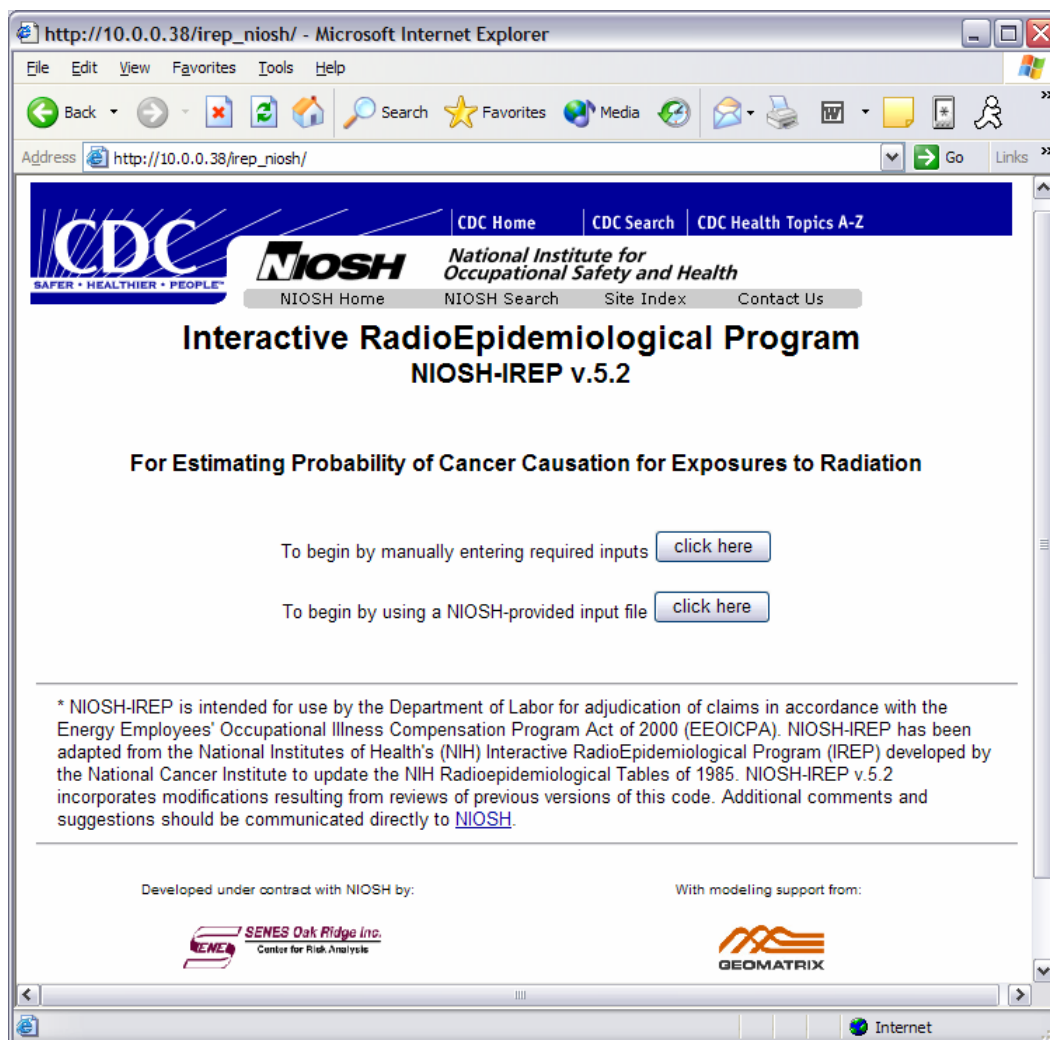 http://10.0.0.38/irep_niosh/ - Microsoft Internet Explorer
File Edit View Favorites Tools Help
Back Search Favorites Media
Address http://10.0.0.38/irep_niosh/ Go Links
CDC Home CDC Search CDC Health Topics A-Z
CDC
SAFER • HEALTHIER • PEOPLE™
NIOSH National Institute for
Occupational Safety and Health
NIOSH Home NIOSH Search Site Index Contact Us
Interactive RadioEpidemiological Program
NIOSH-IREP v.5.2
For Estimating Probability of Cancer Causation for Exposures to Radiation
To begin by manually entering required inputs click here
To begin by using a NIOSH-provided input file click here
* NIOSH-IREP is intended for use by the Department of Labor for adjudication of claims in accordance with the
Energy Employees' Occupational Illness Compensation Program Act of 2000 (EEOICPA). NIOSH-IREP has been
adapted from the National Institutes of Health's (NIH) Interactive RadioEpidemiological Program (IREP) developed by
the National Cancer Institute to update the NIH Radioepidemiological Tables of 1985. NIOSH-IREP v.5.2
incorporates modifications resulting from reviews of previous versions of this code. Additional comments and
suggestions should be communicated directly to NIOSH.
Developed under contract with NIOSH by: With modeling support from:
SENES SENES Oak Ridge Inc.
Center for Risk Analysis
GEOMATRIX
Internet